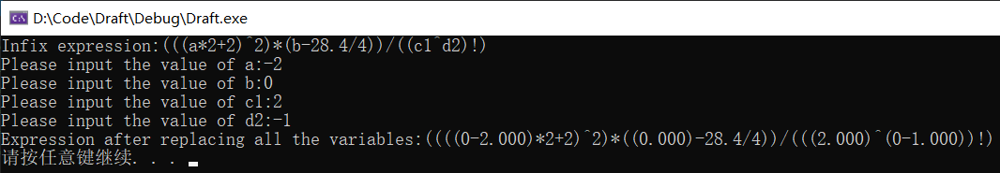 D:\Code\Draft\Debug\Draft.exe
Infix expression:(((a*2+2)^2)*(b-28.4/4))/((c1^d2)!)
Please input the value of a:-2
Please input the value of b:0
Please input the value of c1:2
Please input the value of d2:-1
Expression after replacing all the variables:((((0-2.000)*2+2)^2)*((0.000)-28.4/4))/(((2.000)^(0-1.000))!)
请按任意键继续. . .